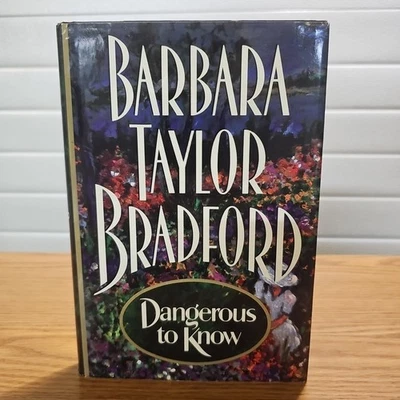 BARBARA
TAYLOR
BRADFORD
Dangerous
to Know